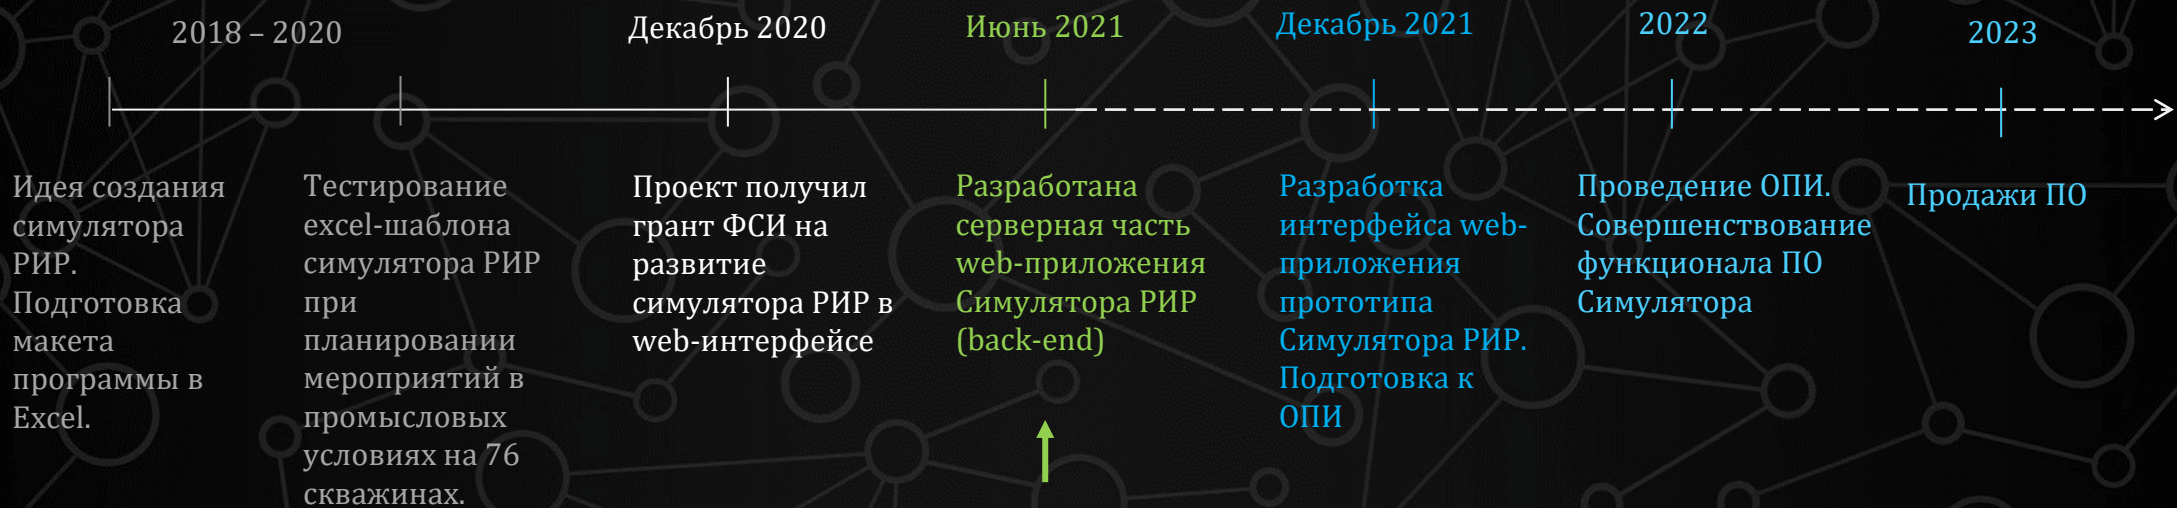 2018 – 2020
Идея создания
симулятора
РИР.
Подготовка
макета
программы в
Excel.
Тестирование
excel-шаблона
симулятора РИР
при
планировании
мероприятий в
промысловых
условиях на 76
скважинах.
Декабрь 2020
Проект получил
грант ФСИ на
развитие
симулятора РИР в
web-интерфейсе
Июнь 2021
Разработана
серверная часть
web-приложения
Симулятора РИР
(back-end)
Декабрь 2021
Разработка
интерфейса web-
приложения
прототипа
Симулятора РИР.
Подготовка к
ОПИ
2022
Проведение ОПИ.
Совершенствование
функционала ПО
Симулятора
2023
Продажи ПО